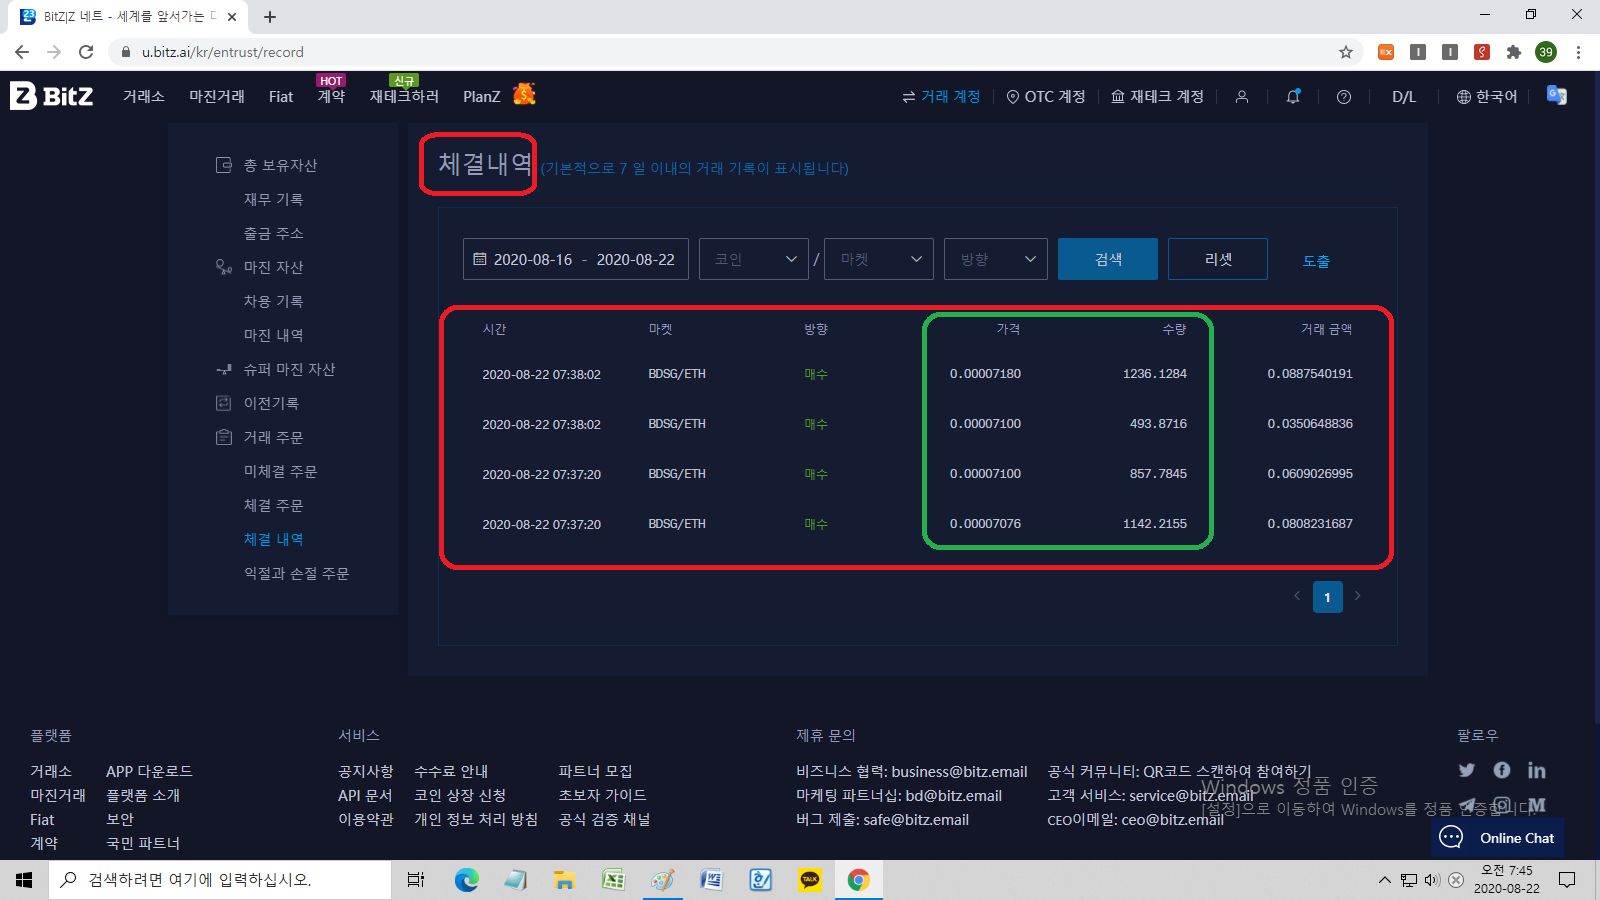 BitZ|Z 네트 - 세계를 앞서가는 디
u.bitz.ai/kr/entrust/record
39
BitZ 거래소 마진거래 Fiat HOT 계약 신규 재테크하러 PlanZ 거래 계정 OTC 계정 재테크 계정 D/L 한국어
총 보유자산
재무 기록
출금 주소
마진 자산
차용 기록
마진 내역
슈퍼 마진 자산
이전기록
거래 주문
미체결 주문
체결 주문
체결 내역
익절과 손절 주문
체결내역 (기본적으로 7 일 이내의 거래 기록이 표시됩니다)
2020-08-16 - 2020-08-22 코인 / 마켓 방향 검색 리셋 도출
시간 마켓 방향 가격 수량 거래 금액
2020-08-22 07:38:02 BDSG/ETH 매수 0.00007180 1236.1284 0.0887540191
2020-08-22 07:38:02 BDSG/ETH 매수 0.00007100 493.8716 0.0350648836
2020-08-22 07:37:20 BDSG/ETH 매수 0.00007100 857.7845 0.0609026995
2020-08-22 07:37:20 BDSG/ETH 매수 0.00007076 1142.2155 0.0808231687
1
플랫폼 서비스 제휴 문의 팔로우
거래소 APP 다운로드 공지사항 수수료 안내 파트너 모집 비즈니스 협력: business@bitz.email 공식 커뮤니티: QR코드 스캔하여 참여하기
마진거래 플랫폼 소개 API 문서 코인 상장 신청 초보자 가이드 마케팅 파트너십: bd@bitz.email 고객 서비스: service@bitz.email
Fiat 보안 이용약관 개인 정보 처리 방침 공식 검증 채널 버그 제출: safe@bitz.email CEO이메일: ceo@bitz.email
계약 국민 파트너
Windows 정품 인증
[설정]으로 이동하여 Windows를 정품 인증합니다.
Online Chat
검색하려면 여기에 입력하십시오.
TALK
오전 7:45
2020-08-22